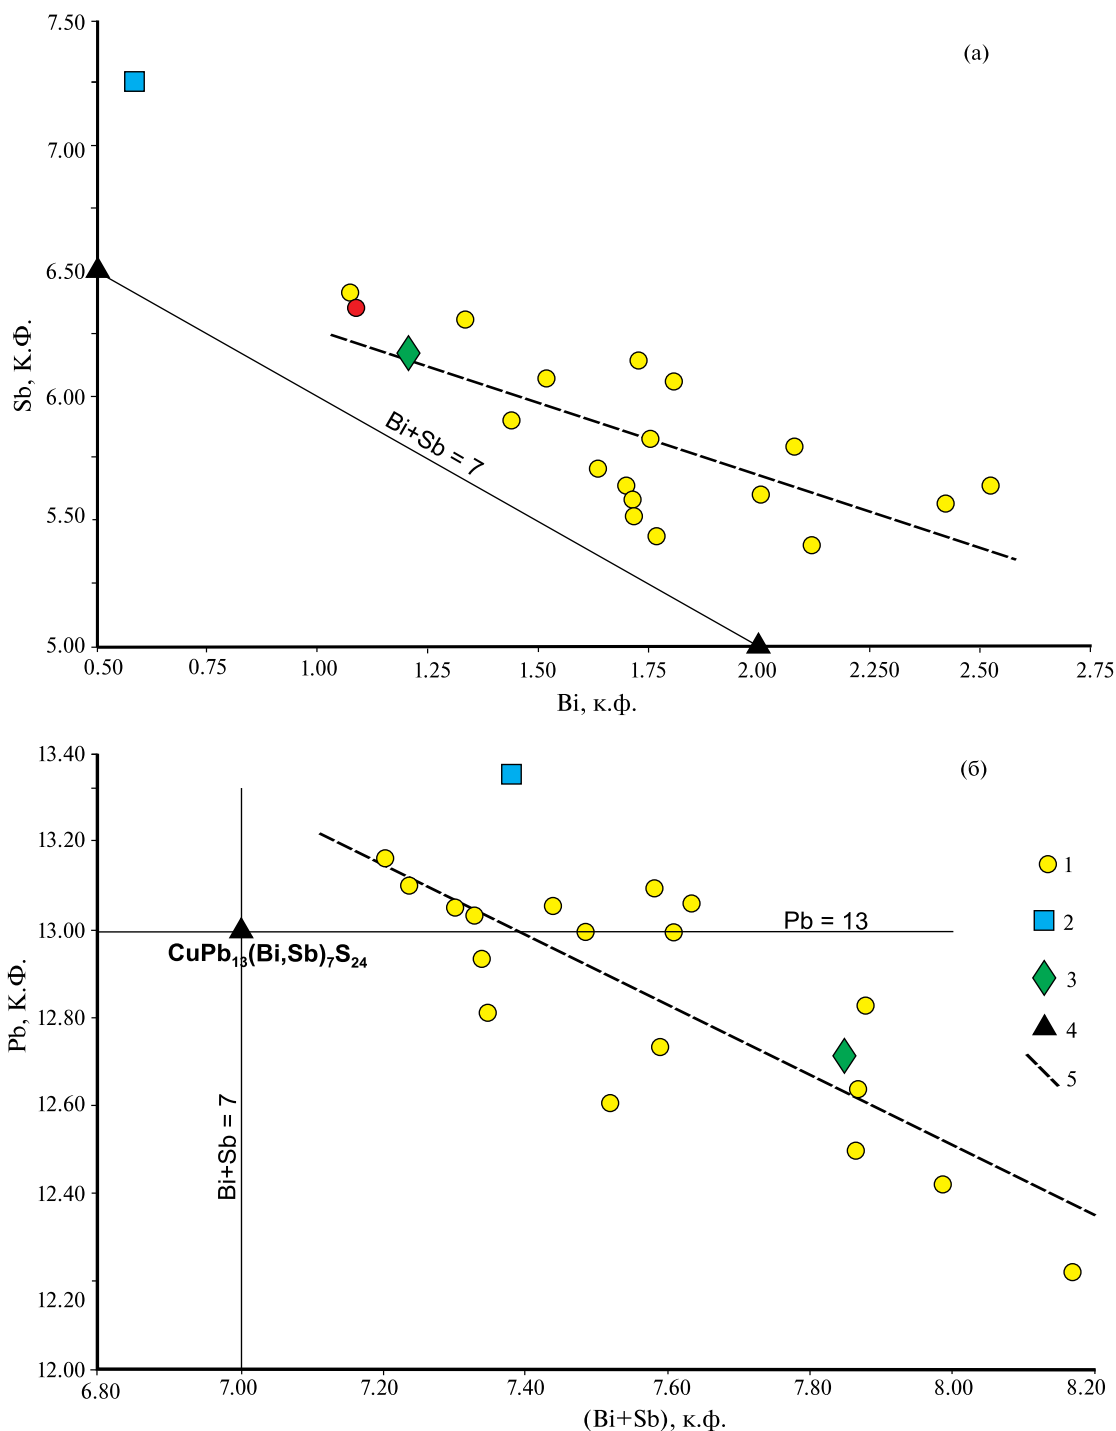 7.50
(а)
7.00
6.50
6.00
5.50
5.00
Sb, К.Ф.
Bi+Sb = 7
0.50 0.75 1.00 1.25 1.50 1.75 2.00 2.250 2.50 2.75
Bi, к.ф.
13.40
(б)
13.20
13.00
12.80
12.60
12.40
12.20
12.00
Pb, К.Ф.
Pb = 13
CuPb13(Bi,Sb)7S24
Bi+Sb = 7
1
2
3
4
5
6.80 7.00 7.20 7.40 7.60 7.80 8.00 8.20
(Bi+Sb), к.ф.